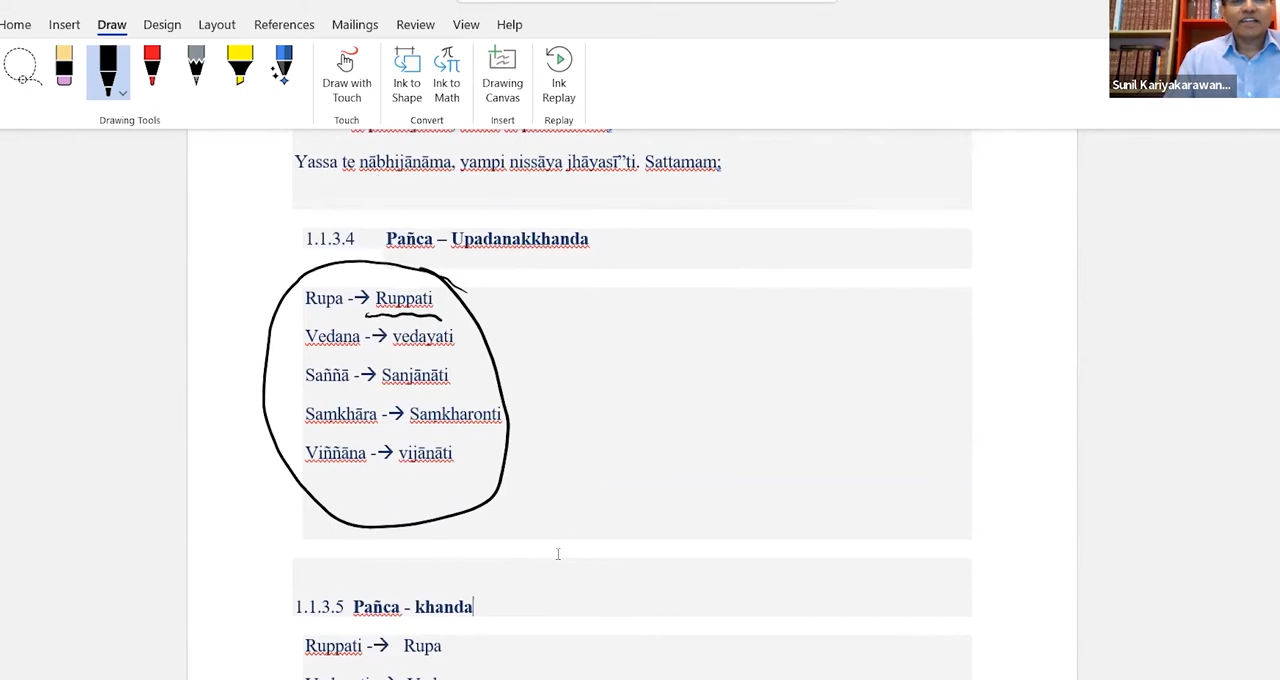 Home Insert Draw Design Layout References Mailings Review View Help
Draw with Touch
Ink to Shape
Ink to Math
Drawing Canvas
Ink Replay
Drawing Tools Touch Convert Insert Replay
Sunil Kariyakarawan...
Yassa te nābhijānāma, yampi nissāya jhāyasī”ti. Sattamam;
1.1.3.4 Pañca – Upadanakkhanda
Rupa -→ Ruppati
Vedana -→ vedayati
Saññā -→ Sanjānāti
Samkhāra -→ Samkharonti
Viññāna -→ vijānāti
1.1.3.5 Pañca - khanda
Ruppati -→ Rupa